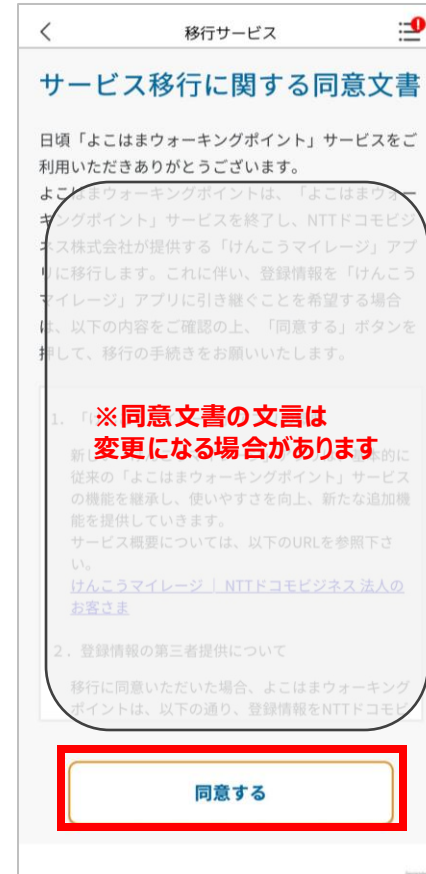 移行サービス
サービス移行に関する同意文書
日頃「よこはまウォーキングポイント」サービスをご
利用いただきありがとうございます。
よこはまウォーキングポイントは、「よこはまウォー
キングポイント」サービスを終了し、NTTドコモビジ
ネス株式会社が提供する「けんこうマイレージ」アプ
リに移行します。これに伴い、登録情報を「けんこう
マイレージ」アプリに引き継ぐことを希望する場合
は、以下の内容をご確認の上、「同意する」ボタンを
押して、移行の手続きをお願いいたします。
1. 「
※同意文書の文言は
変更になる場合があります
新し
本的に
従来の「よこはまウォーキングポイント」サービス
の機能を継承し、使いやすさを向上、新たな追加機
能を提供していきます。
サービス概要については、以下のURLを参照下さ
い。
けんこうマイレージ | NTTドコモビジネス 法人の
お客さま
2. 登録情報の第三者提供について
移行に同意いただいた場合、よこはまウォーキング
ポイントは、以下の通り、登録情報をNTTドコモビ
同意する